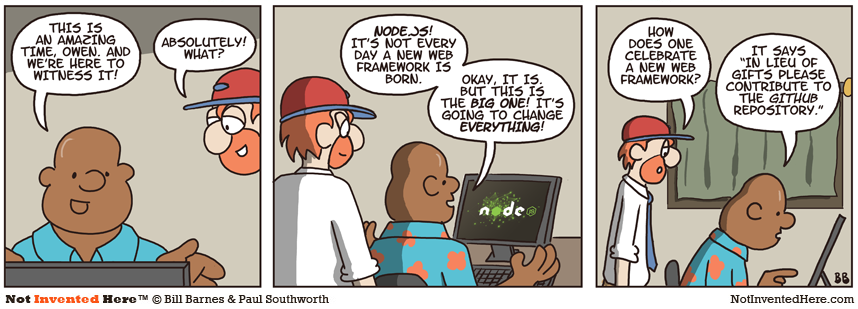 THIS IS
AN AMAZING
TIME, OWEN. AND
WE'RE HERE TO
WITNESS IT!
ABSOLUTELY!
WHAT?
NODE.JS!
IT'S NOT EVERY
DAY A NEW WEB
FRAMEWORK IS
BORN.
OKAY, IT IS.
BUT THIS IS
THE BIG ONE! IT'S
GOING TO CHANGE
EVERYTHING!
node
JS
HOW
DOES ONE
CELEBRATE
A NEW WEB
FRAMEWORK?
IT SAYS
"IN LIEU OF
GIFTS PLEASE
CONTRIBUTE TO
THE GITHUB
REPOSITORY."
BB
Not Invented Here™ © Bill Barnes & Paul Southworth
NotInventedHere.com